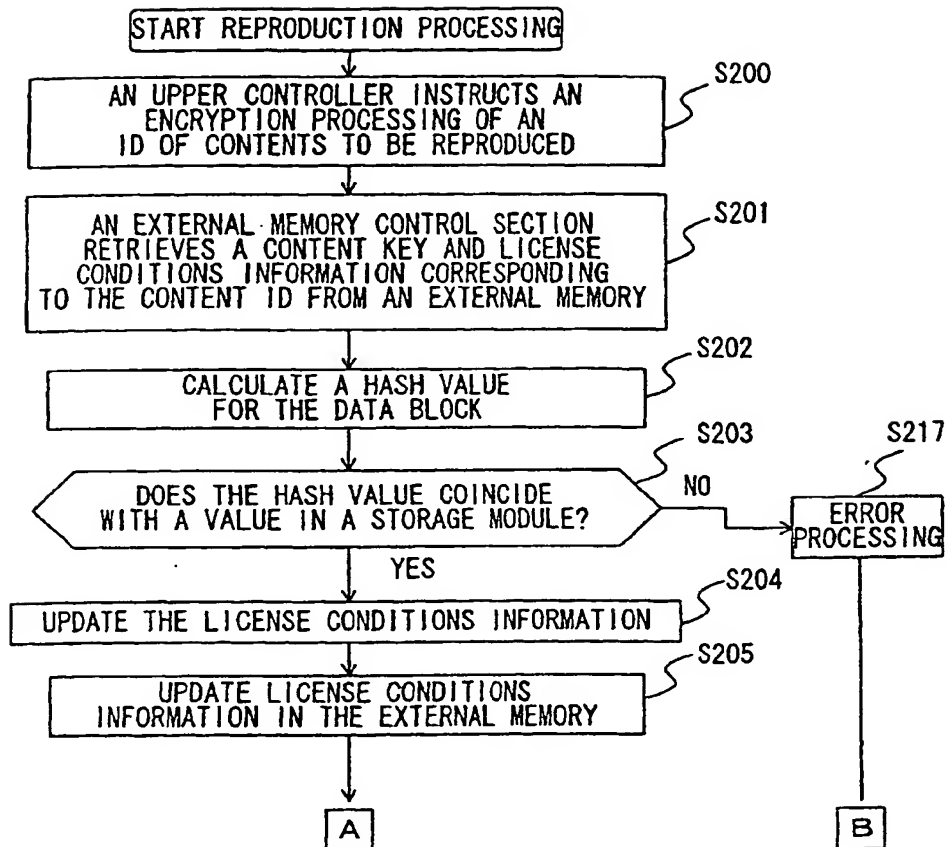 START REPRODUCTION PROCESSING
S200
AN UPPER CONTROLLER INSTRUCTS AN
ENCRYPTION PROCESSING OF AN
ID OF CONTENTS TO BE REPRODUCED
S201
AN EXTERNAL MEMORY CONTROL SECTION
RETRIEVES A CONTENT KEY AND LICENSE
CONDITIONS INFORMATION CORRESPONDING
TO THE CONTENT ID FROM AN EXTERNAL MEMORY
S202
CALCULATE A HASH VALUE
FOR THE DATA BLOCK
S203
DOES THE HASH VALUE COINCIDE
WITH A VALUE IN A STORAGE MODULE?
NO
S217
ERROR
PROCESSING
YES
S204
UPDATE THE LICENSE CONDITIONS INFORMATION
S205
UPDATE LICENSE CONDITIONS
INFORMATION IN THE EXTERNAL MEMORY
A
B